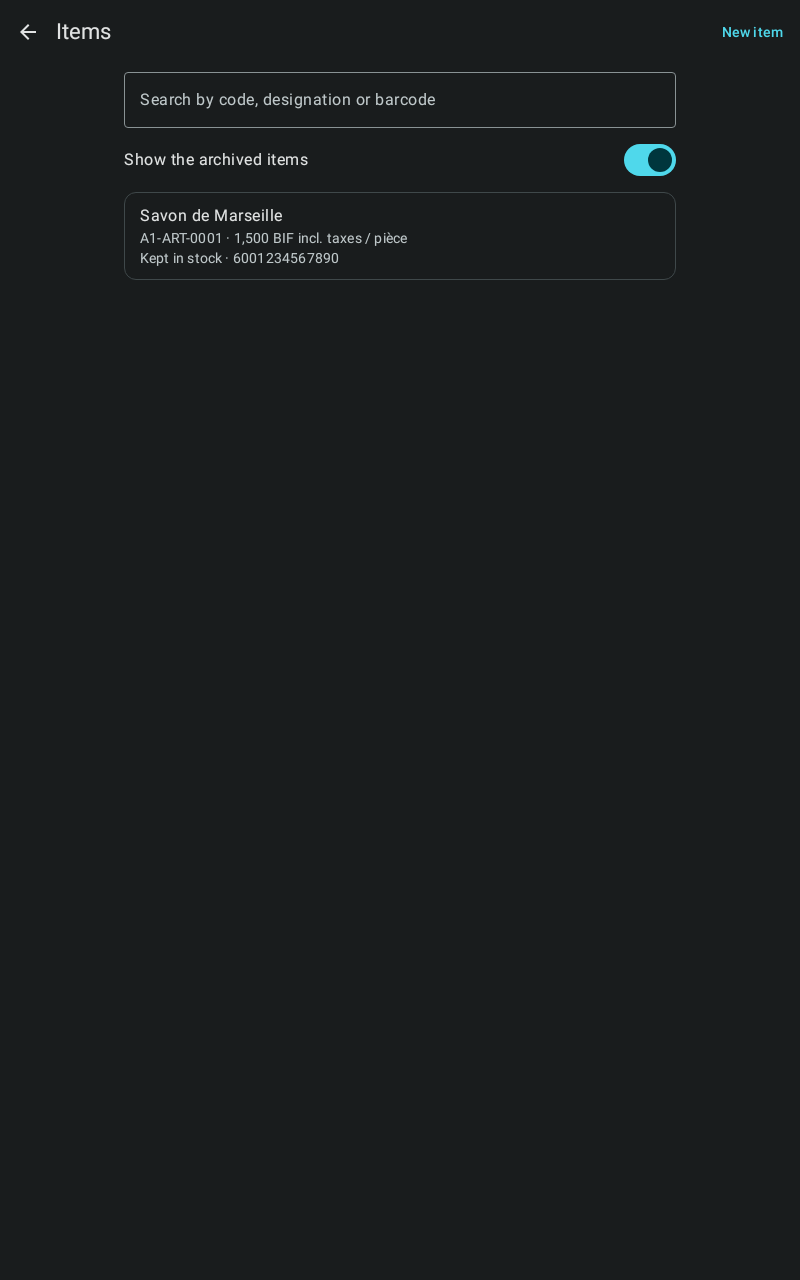 Items
New item
Search by code, designation or barcode
Show the archived items
Savon de Marseille
A1-ART-0001 · 1,500 BIF incl. taxes / pièce
Kept in stock · 6001234567890